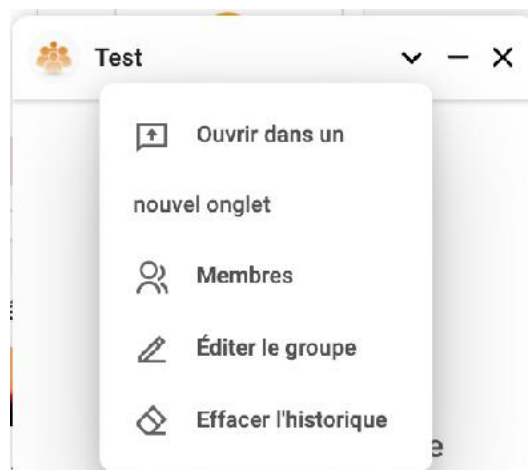 Test
Ouvrir dans un
nouvel onglet
Membres
Éditer le groupe
Effacer l'historique